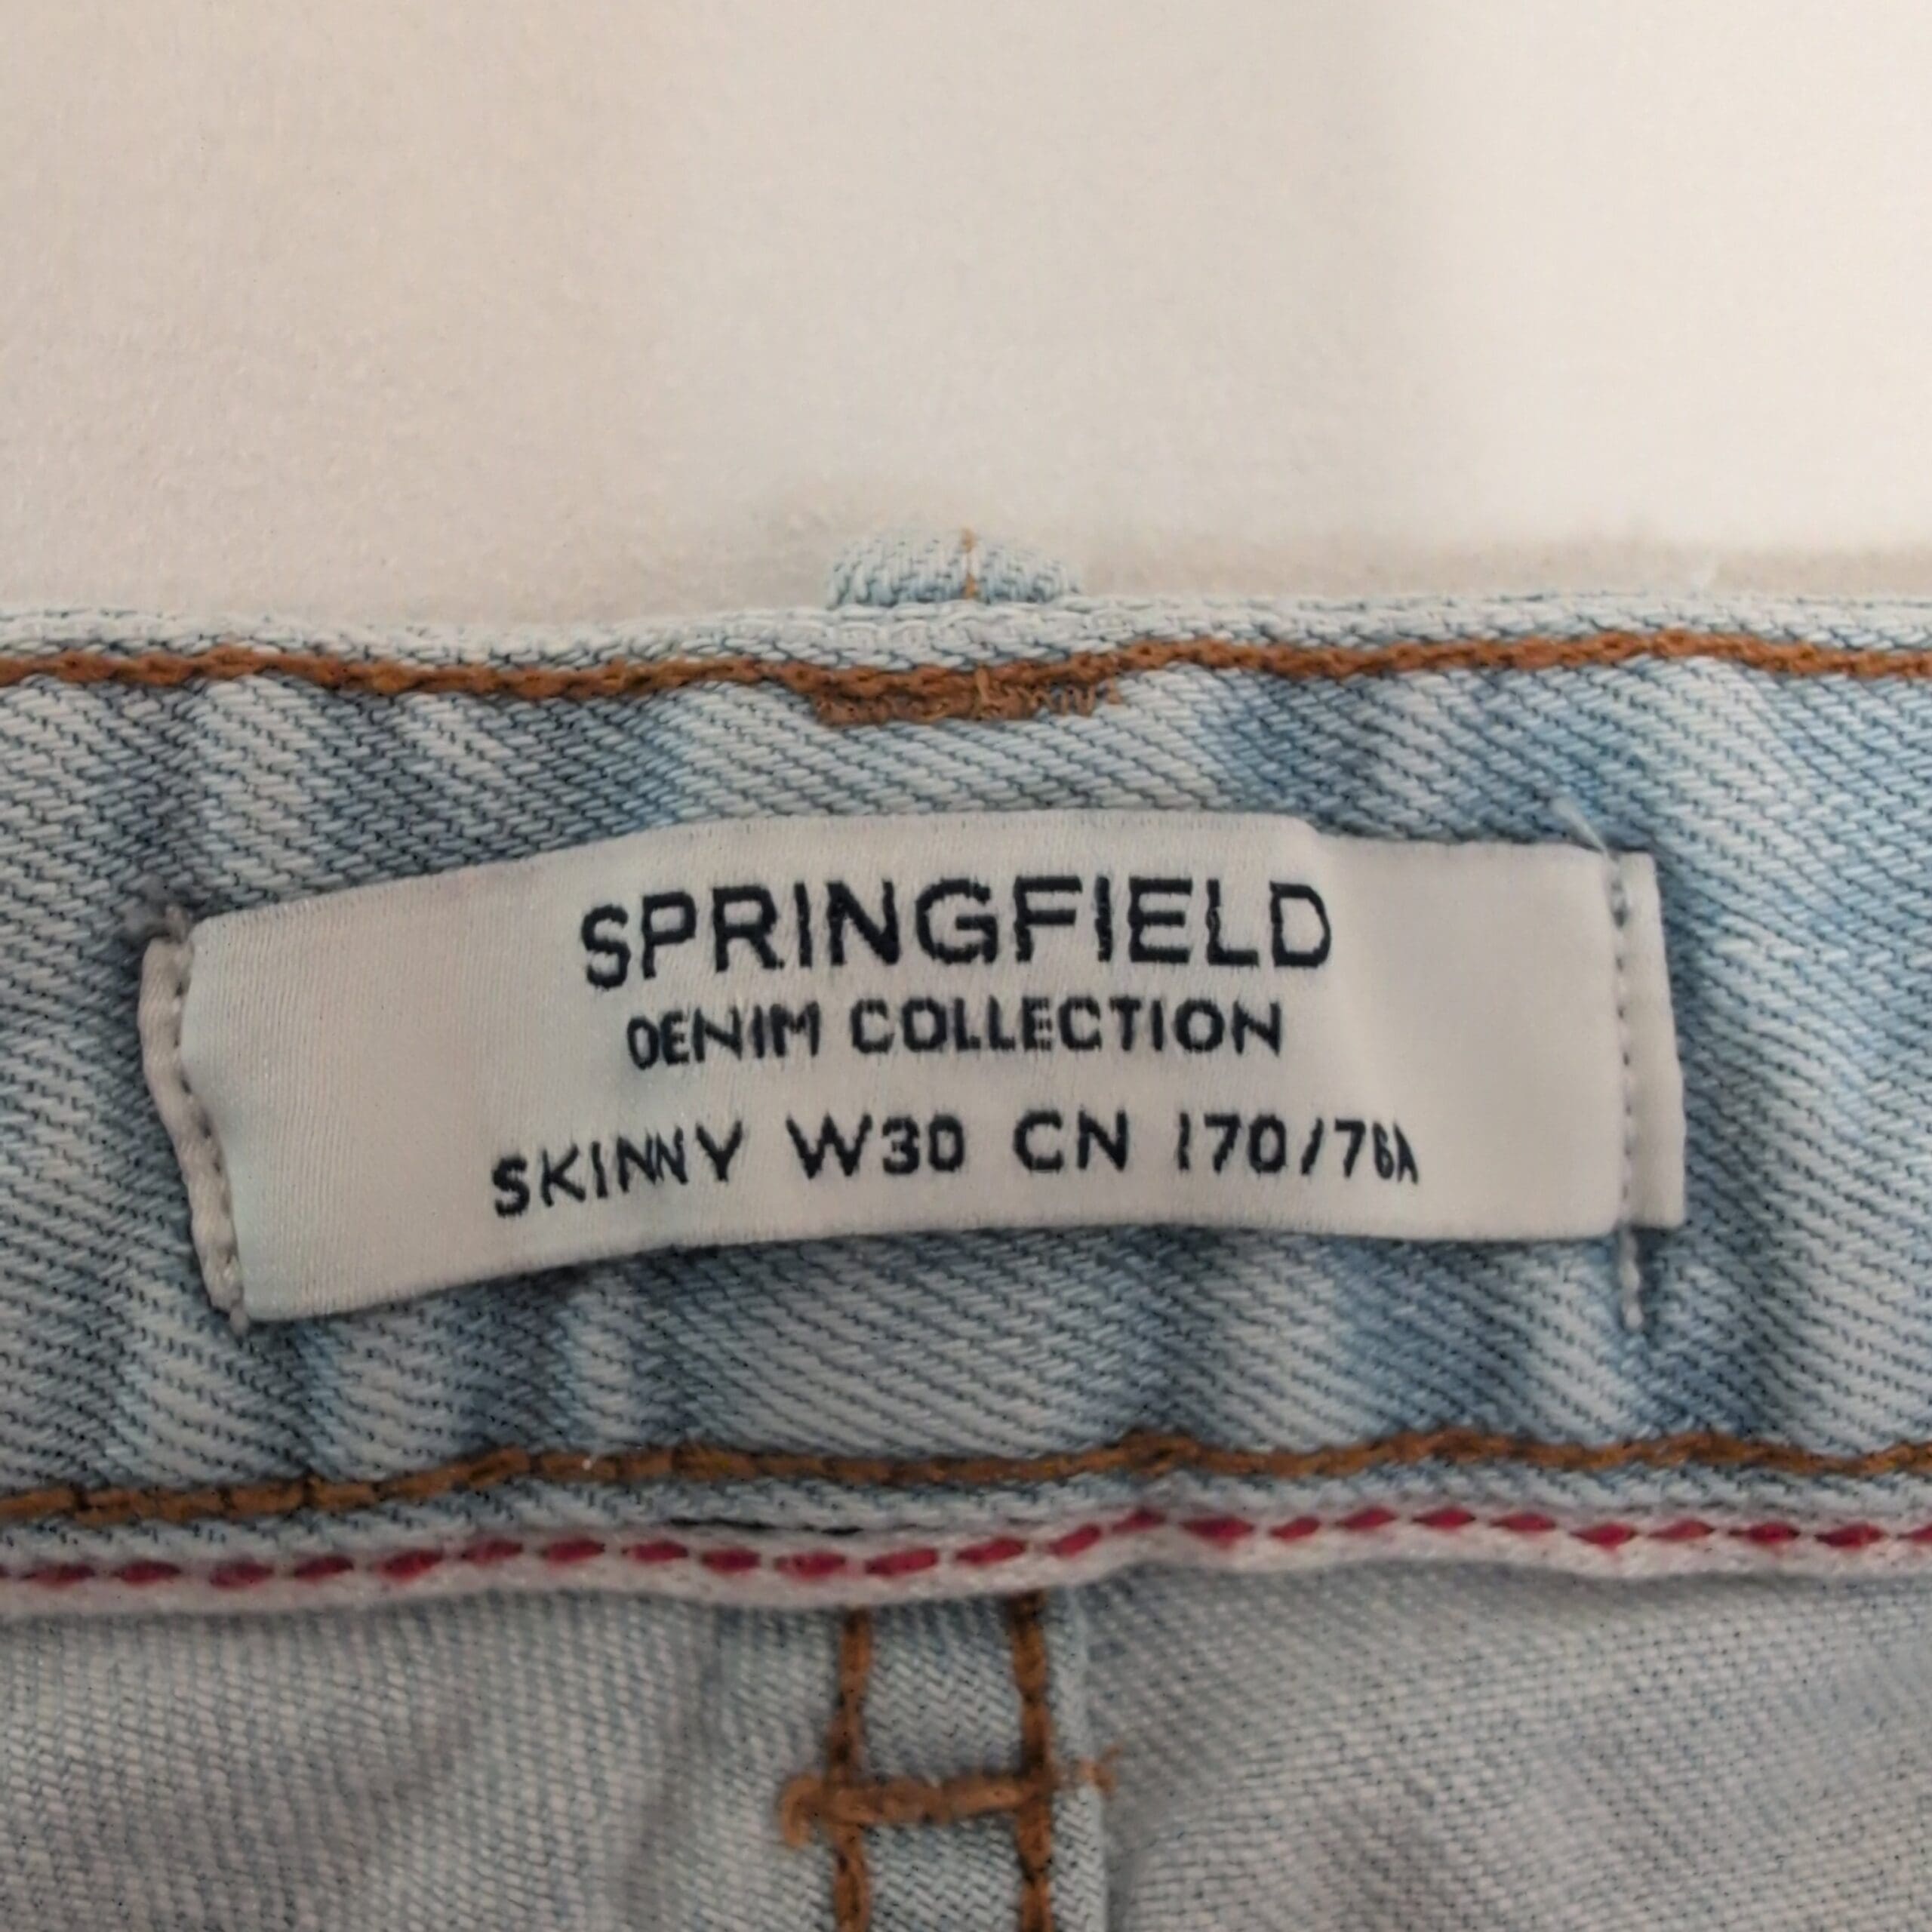 SPRINGFIELD
DENIM COLLECTION
SKINNY W30 CN 170/76A